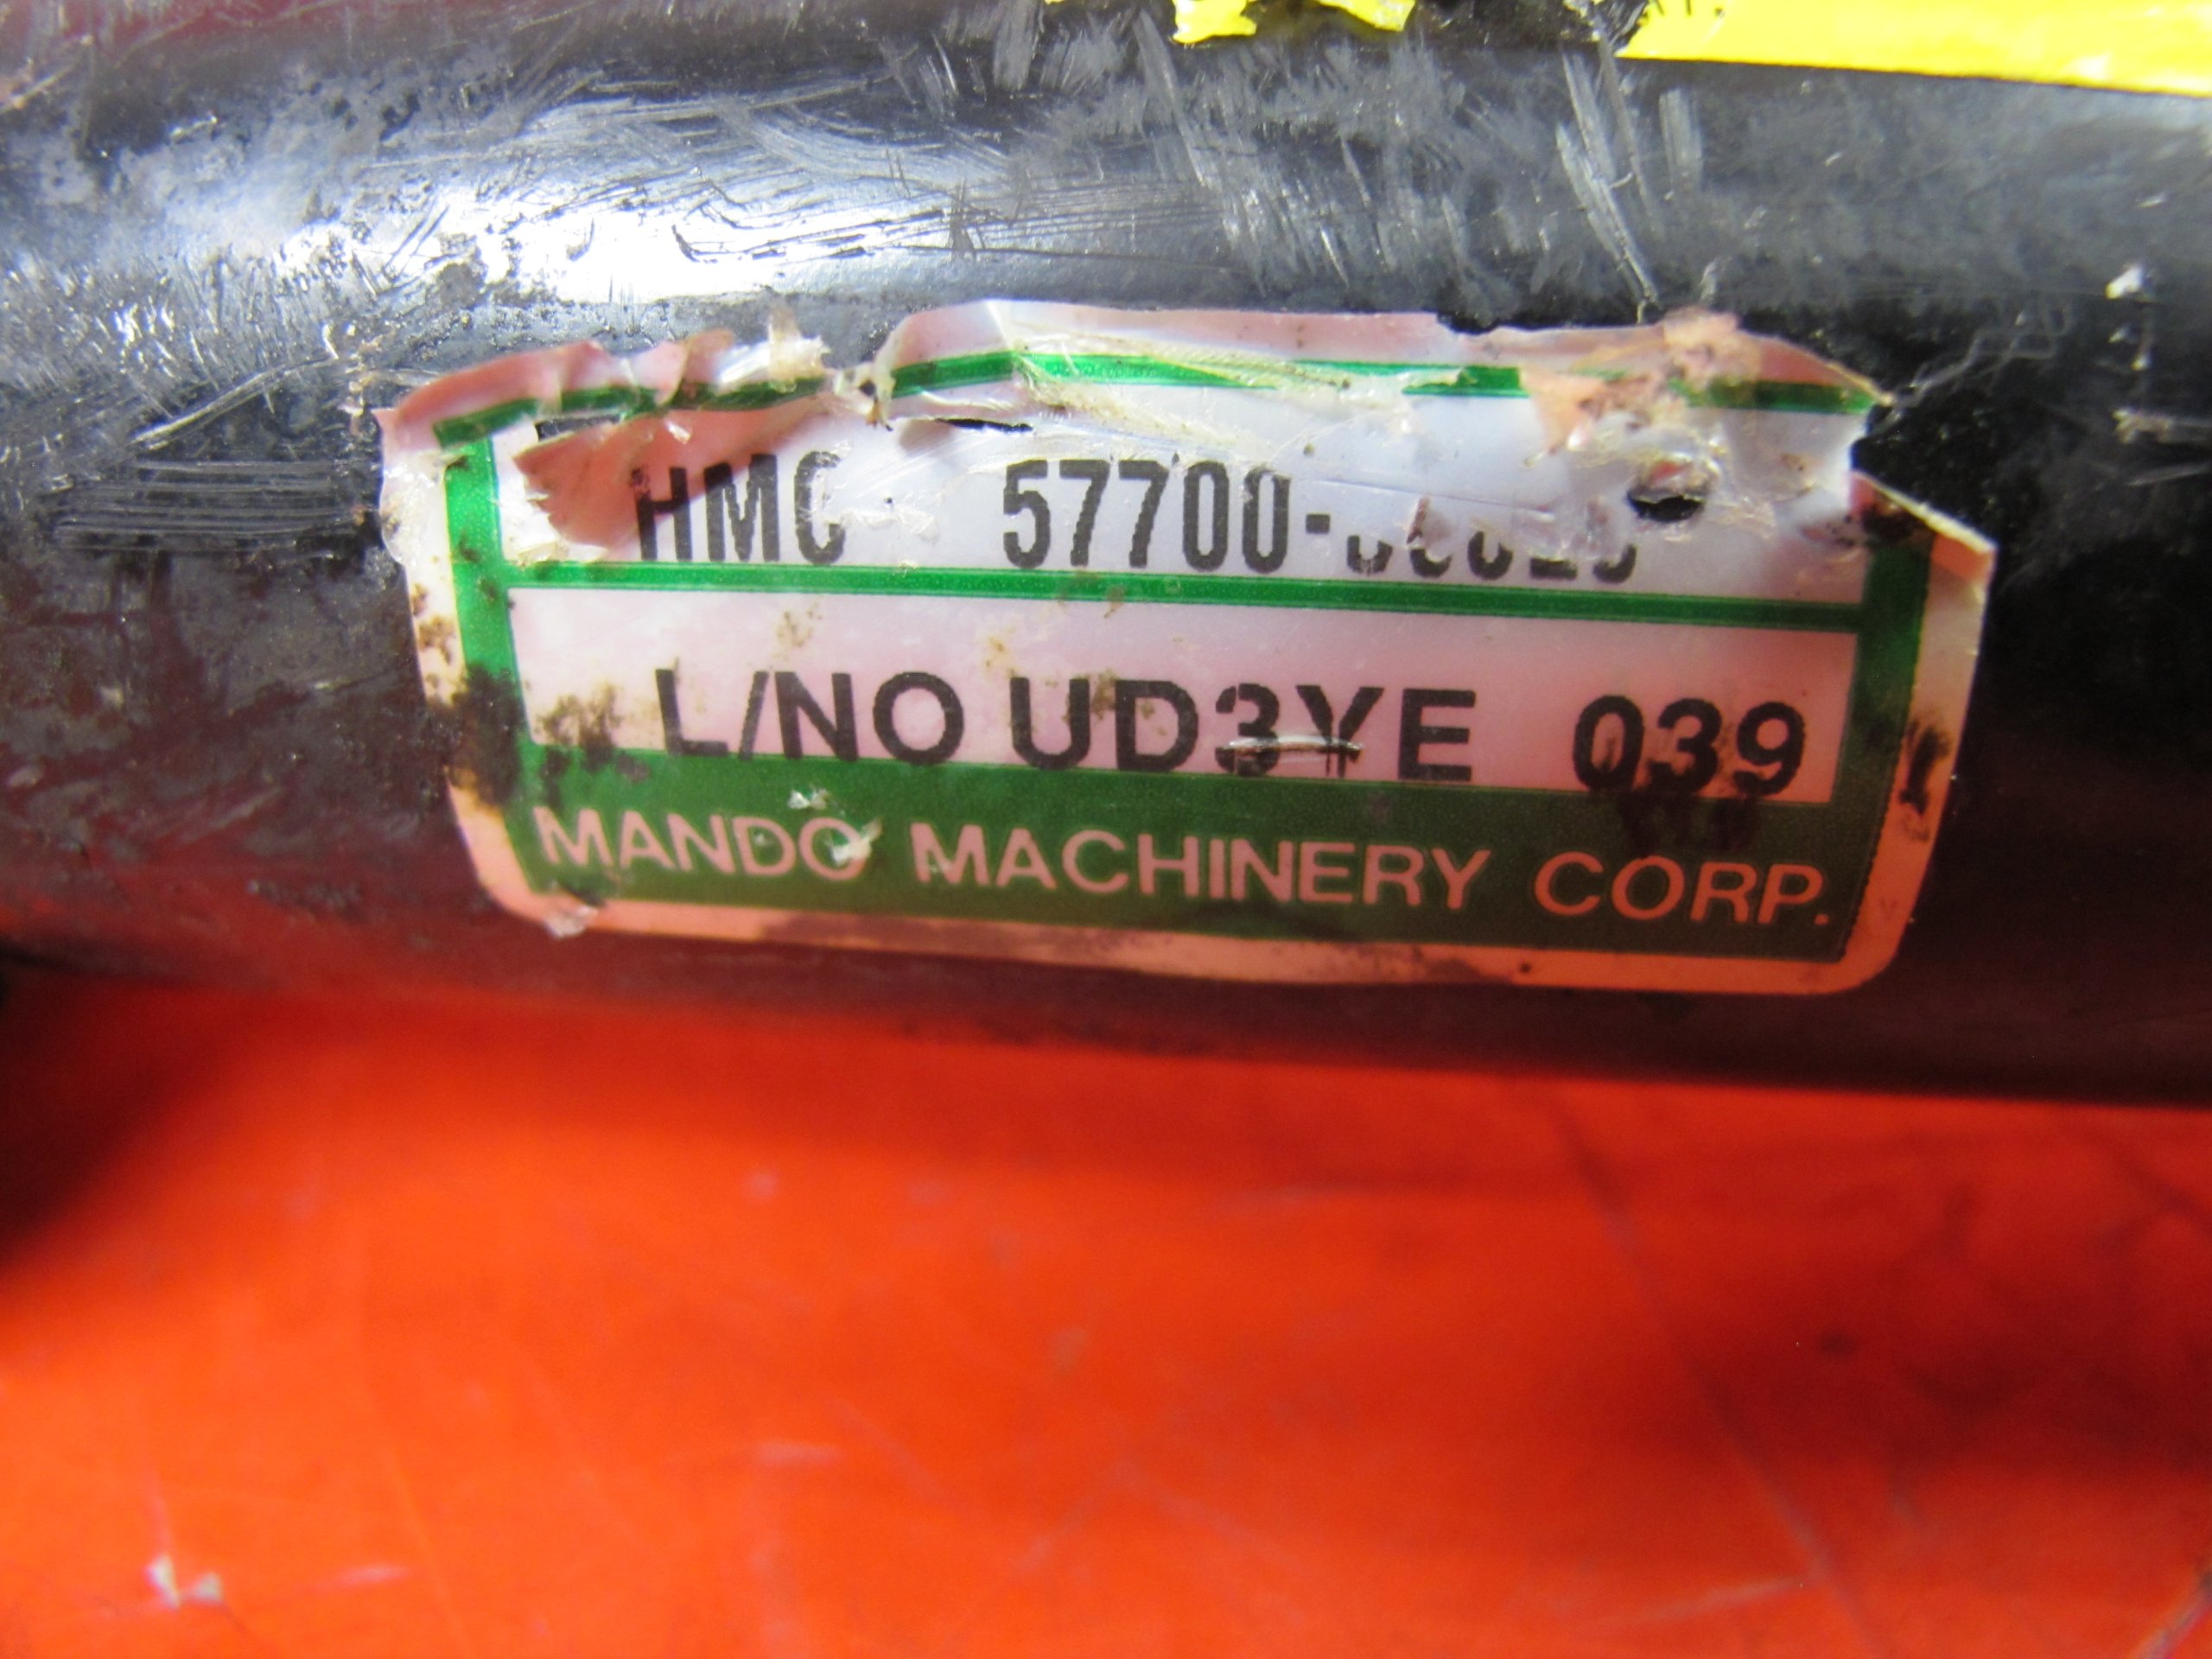 HMC 57700-
L/NO UD3YE 039
MANDO MACHINERY CORP.